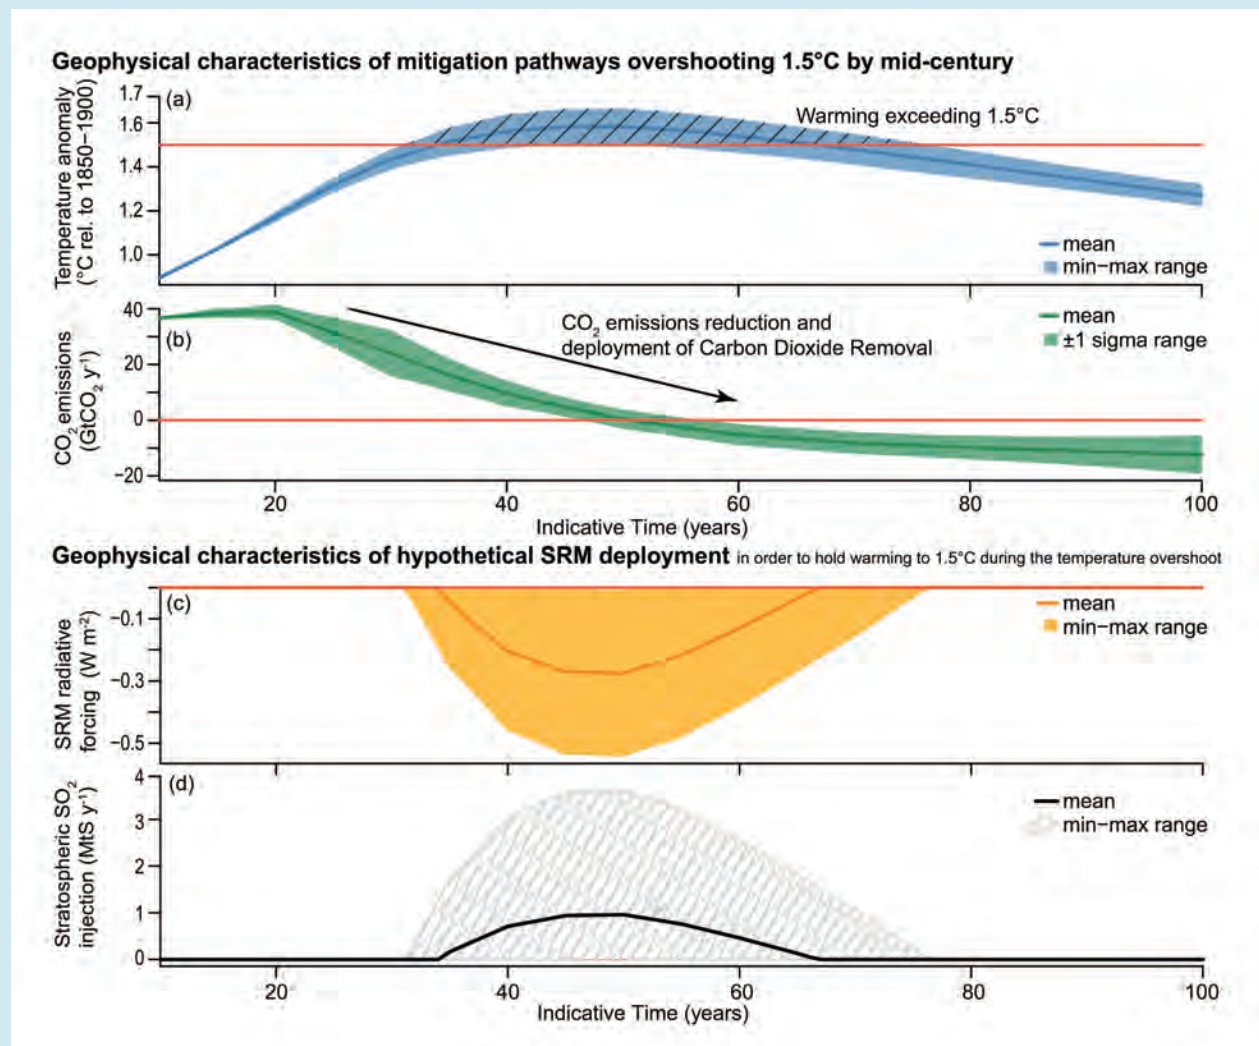 Geophysical characteristics of mitigation pathways overshooting 1.5°C by mid-century
(a)
Temperature anomaly
(°C rel. to 1850−1900)
1.7
1.6
1.4
1.2
1.0
Warming exceeding 1.5°C
mean
min−max range
(b)
CO₂ emissions
(GtCO₂ y⁻¹)
40
20
0
−20
CO₂ emissions reduction and
deployment of Carbon Dioxide Removal
mean
±1 sigma range
20 40 60 80 100
Indicative Time (years)
Geophysical characteristics of hypothetical SRM deployment in order to hold warming to 1.5°C during the temperature overshoot
(c)
SRM radiative
forcing (W m⁻²)
−0.1
−0.3
−0.5
mean
min−max range
(d)
Stratospheric SO₂
injection (MtS y⁻¹)
4
3
2
1
0
mean
min−max range
20 40 60 80 100
Indicative Time (years)